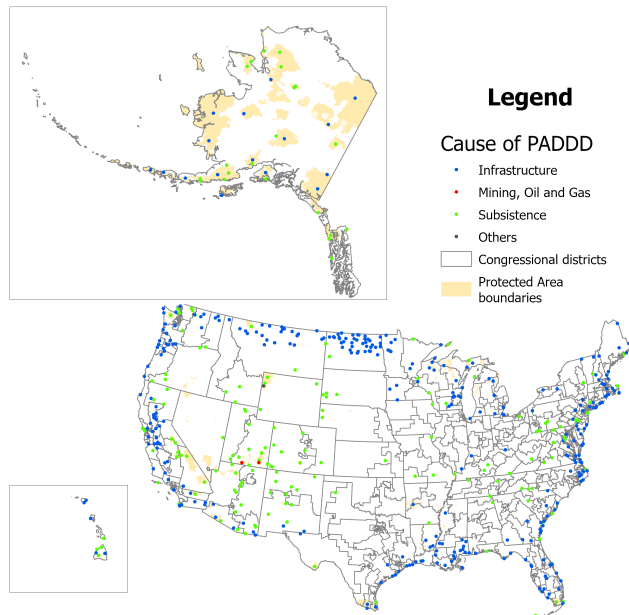 Legend
Cause of PADDD
Infrastructure
Mining, Oil and Gas
Subsistence
Others
Congressional districts
Protected Area
boundaries